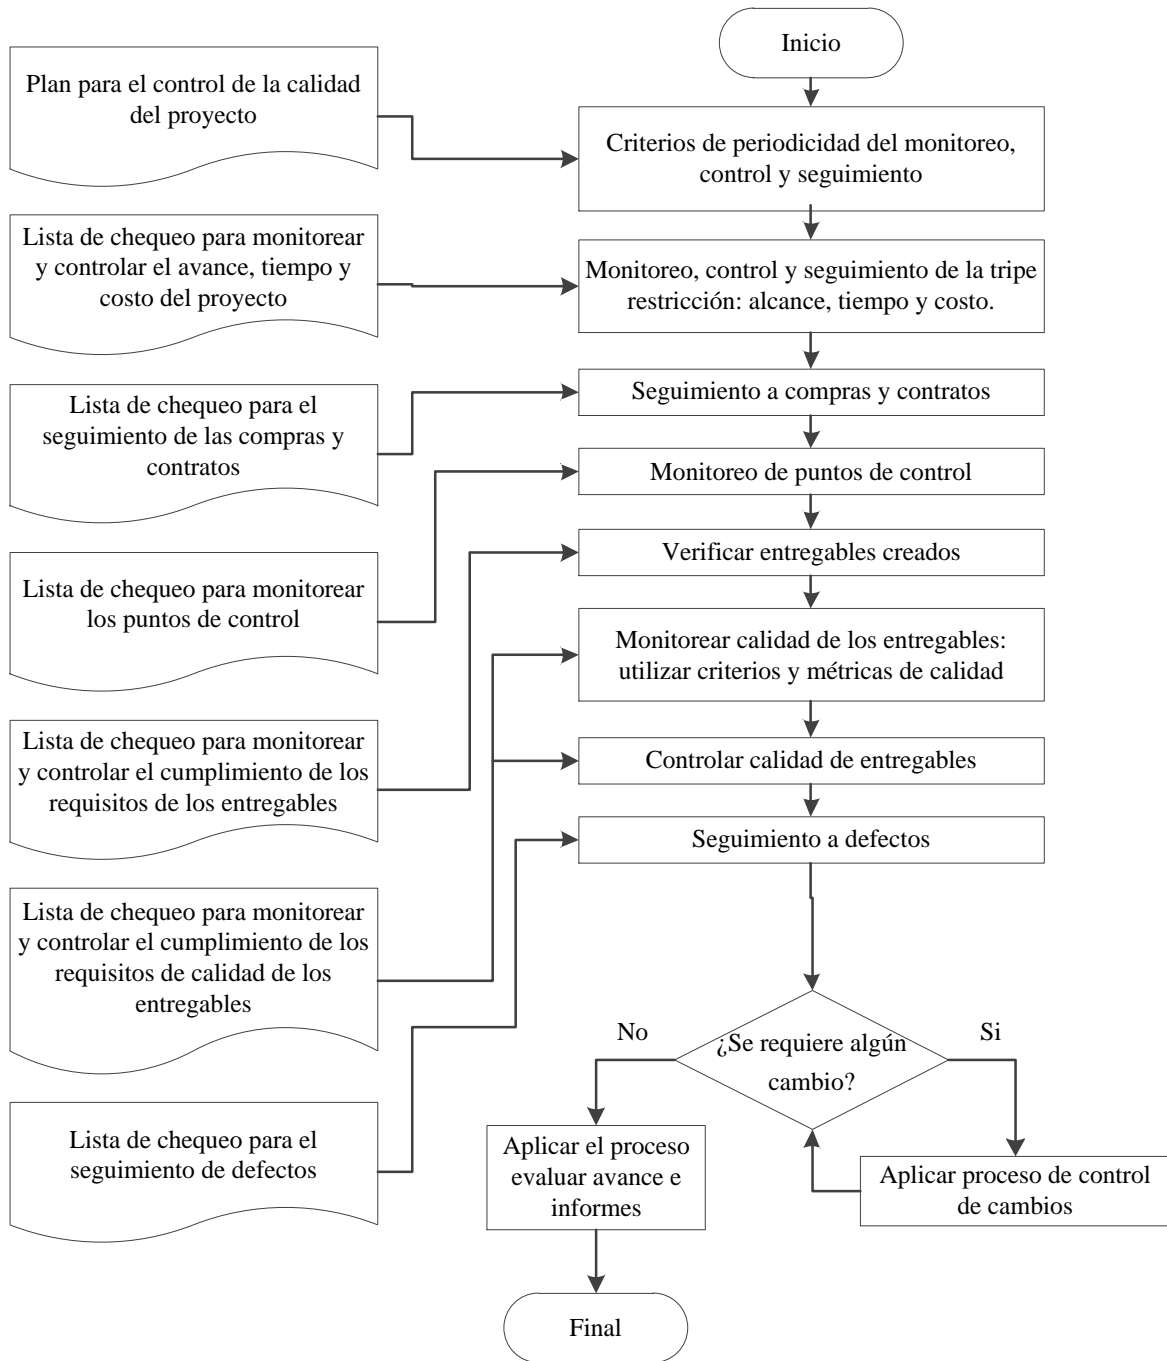 Inicio
Plan para el control de la calidad
del proyecto
Criterios de periodicidad del monitoreo,
control y seguimiento
Lista de chequeo para monitorear
y controlar el avance, tiempo y
costo del proyecto
Monitoreo, control y seguimiento de la tripe
restricción: alcance, tiempo y costo.
Lista de chequeo para el
seguimiento de las compras y
contratos
Seguimiento a compras y contratos
Monitoreo de puntos de control
Lista de chequeo para monitorear
los puntos de control
Verificar entregables creados
Monitorear calidad de los entregables:
utilizar criterios y métricas de calidad
Lista de chequeo para monitorear
y controlar el cumplimiento de los
requisitos de los entregables
Controlar calidad de entregables
Seguimiento a defectos
Lista de chequeo para monitorear
y controlar el cumplimiento de los
requisitos de calidad de los
entregables
No
¿Se requiere algún
cambio?
Si
Lista de chequeo para el
seguimiento de defectos
Aplicar el proceso
evaluar avance e
informes
Aplicar proceso de control
de cambios
Final